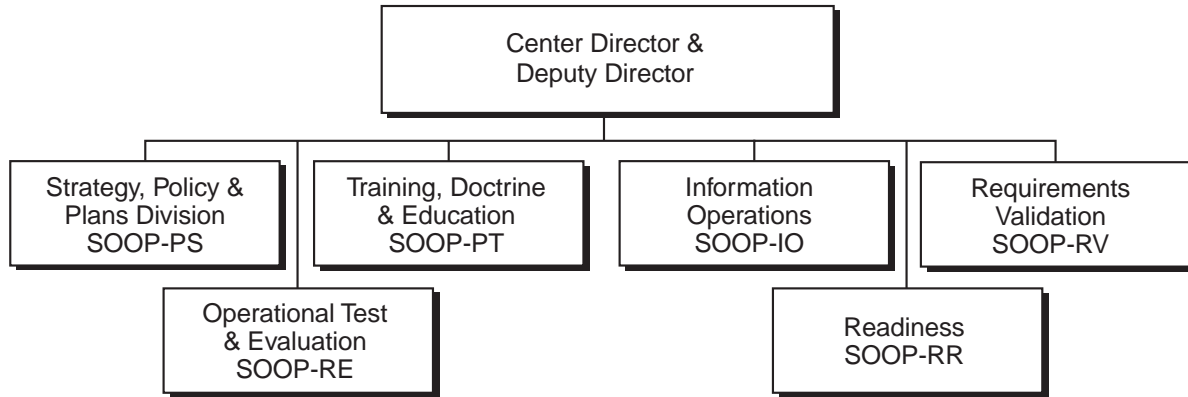 Center Director &
Deputy Director
Strategy, Policy &
Plans Division
SOOP-PS
Training, Doctrine
& Education
SOOP-PT
Information
Operations
SOOP-IO
Requirements
Validation
SOOP-RV
Operational Test
& Evaluation
SOOP-RE
Readiness
SOOP-RR